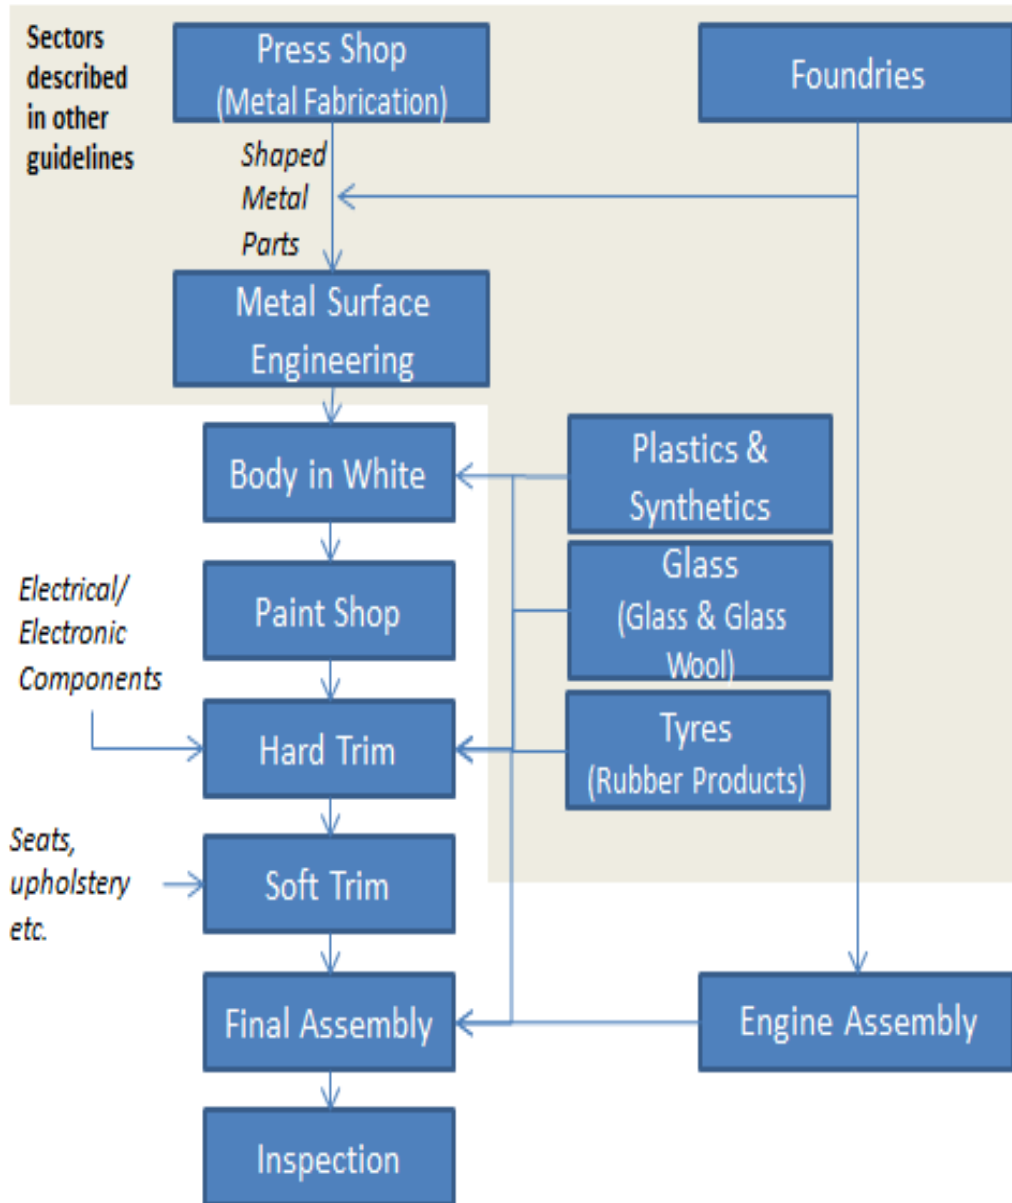 Sectors
described
in other
guidelines
Press Shop
(Metal Fabrication)
Foundries
Shaped
Metal
Parts
Metal Surface
Engineering
Body in White
Plastics &
Synthetics
Glass
(Glass & Glass
Wool)
Electrical/
Electronic
Components
Paint Shop
Hard Trim
Tyres
(Rubber Products)
Seats,
upholstery
etc.
Soft Trim
Final Assembly
Engine Assembly
Inspection